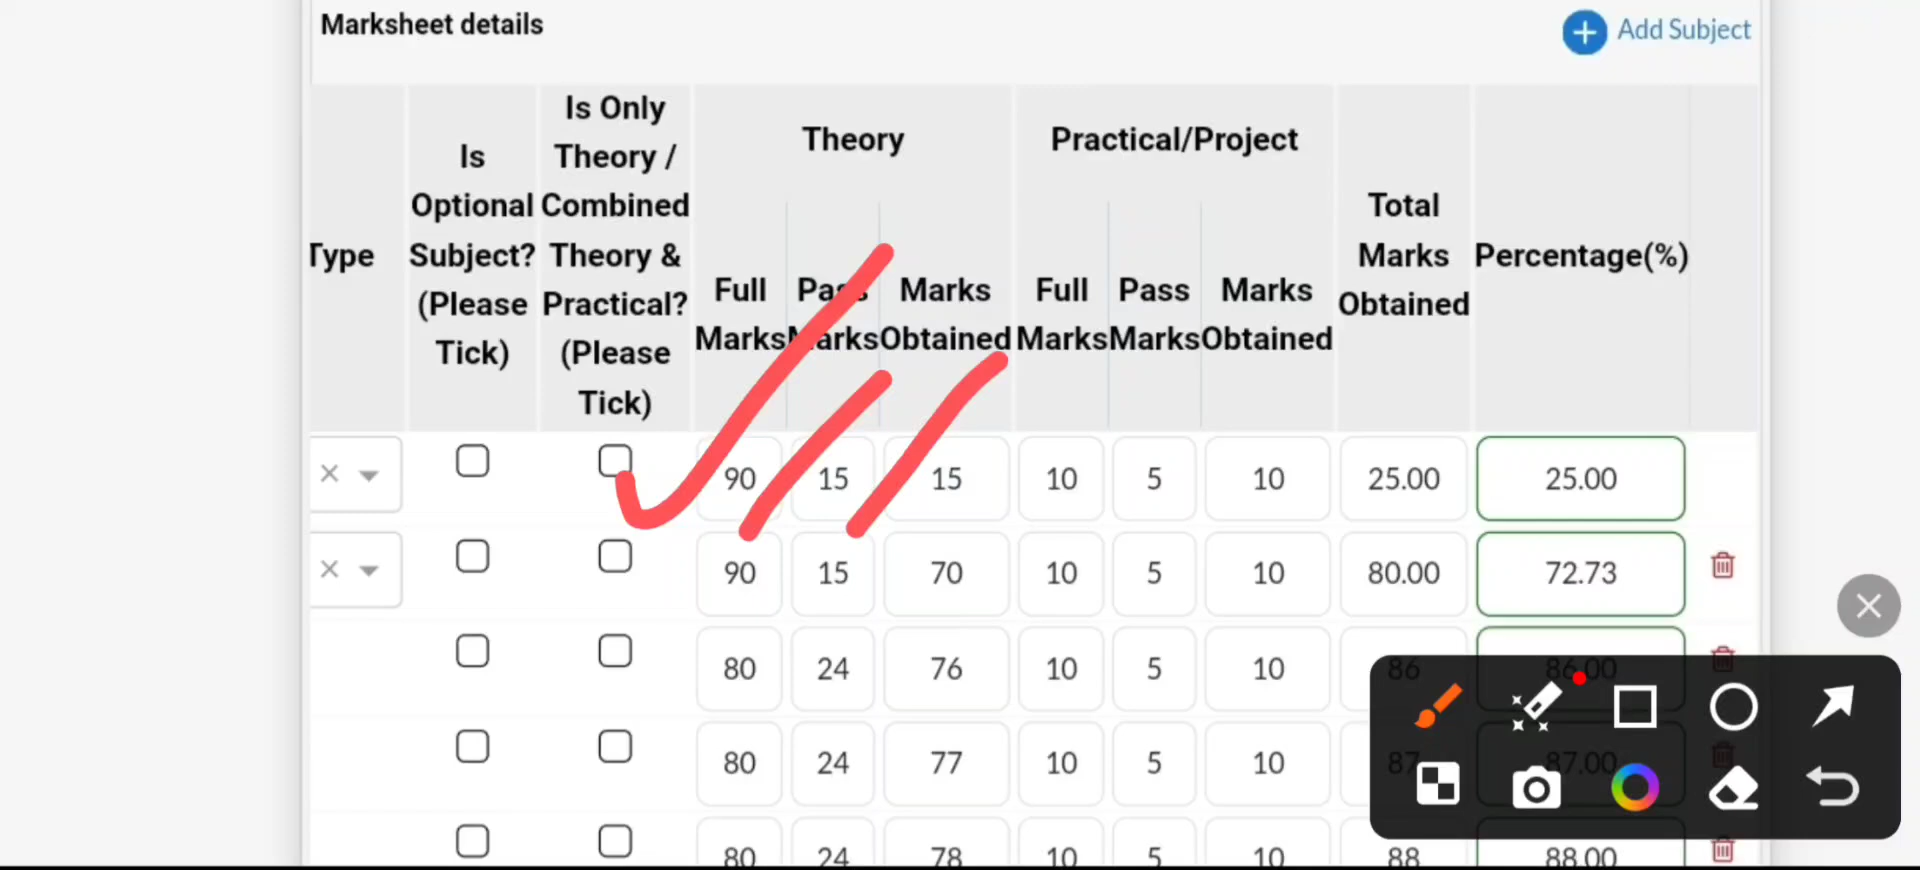 Marksheet details
Add Subject
Type
Is Optional Subject? (Please Tick)
Is Only Theory / Combined Theory & Practical? (Please Tick)
Theory
Practical/Project
Full Marks
Pass Marks
Marks Obtained
Full Marks
Pass Marks
Marks Obtained
Total Marks Obtained
Percentage(%)
90 15 15 10 5 10 25.00 25.00
90 15 70 10 5 10 80.00 72.73
80 24 76 10 5 10 86 86.00
80 24 77 10 5 10 87 87.00
80 24 78 10 5 10 88 88.00